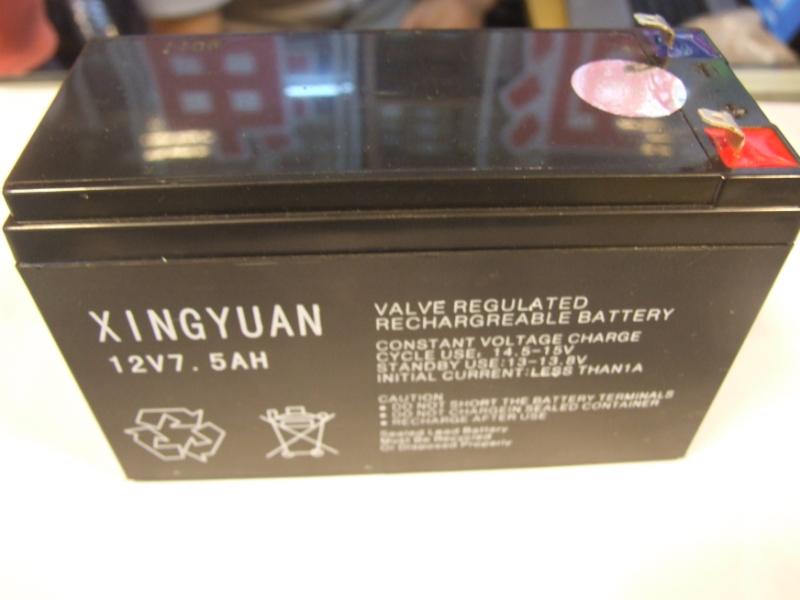 XINGYUAN
12V7.5AH
VALVE REGULATED
RECHARGREABLE BATTERY
CONSTANT VOLTAGE CHARGE
CYCLE USE, 14.5-15V
STANDBY USE:13-13.8V
INITIAL CURRENT:LESS THAN1A
CAUTION
• DO NOT SHORT THE BATTERY TERMINALS
• DO NOT CHARGEIN SEALED CONTAINER
• RECHARGE AFTER USE
Sealed Lead Battery
Must Be Recycled
Or Disposed Properly